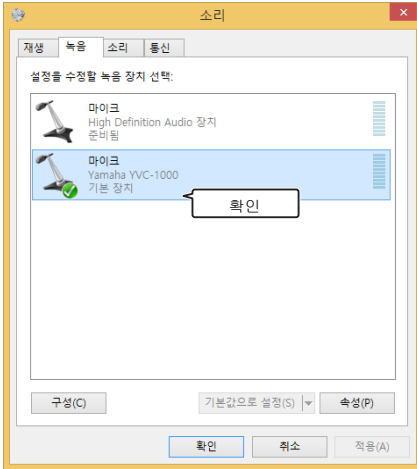 소리
재생 녹음 소리 통신
설정을 수정할 녹음 장치 선택:
마이크
High Definition Audio 장치
준비됨
마이크
Yamaha YVC-1000
기본 장치
확인
구성(C) 기본값으로 설정(S) 속성(P)
확인 취소 적용(A)